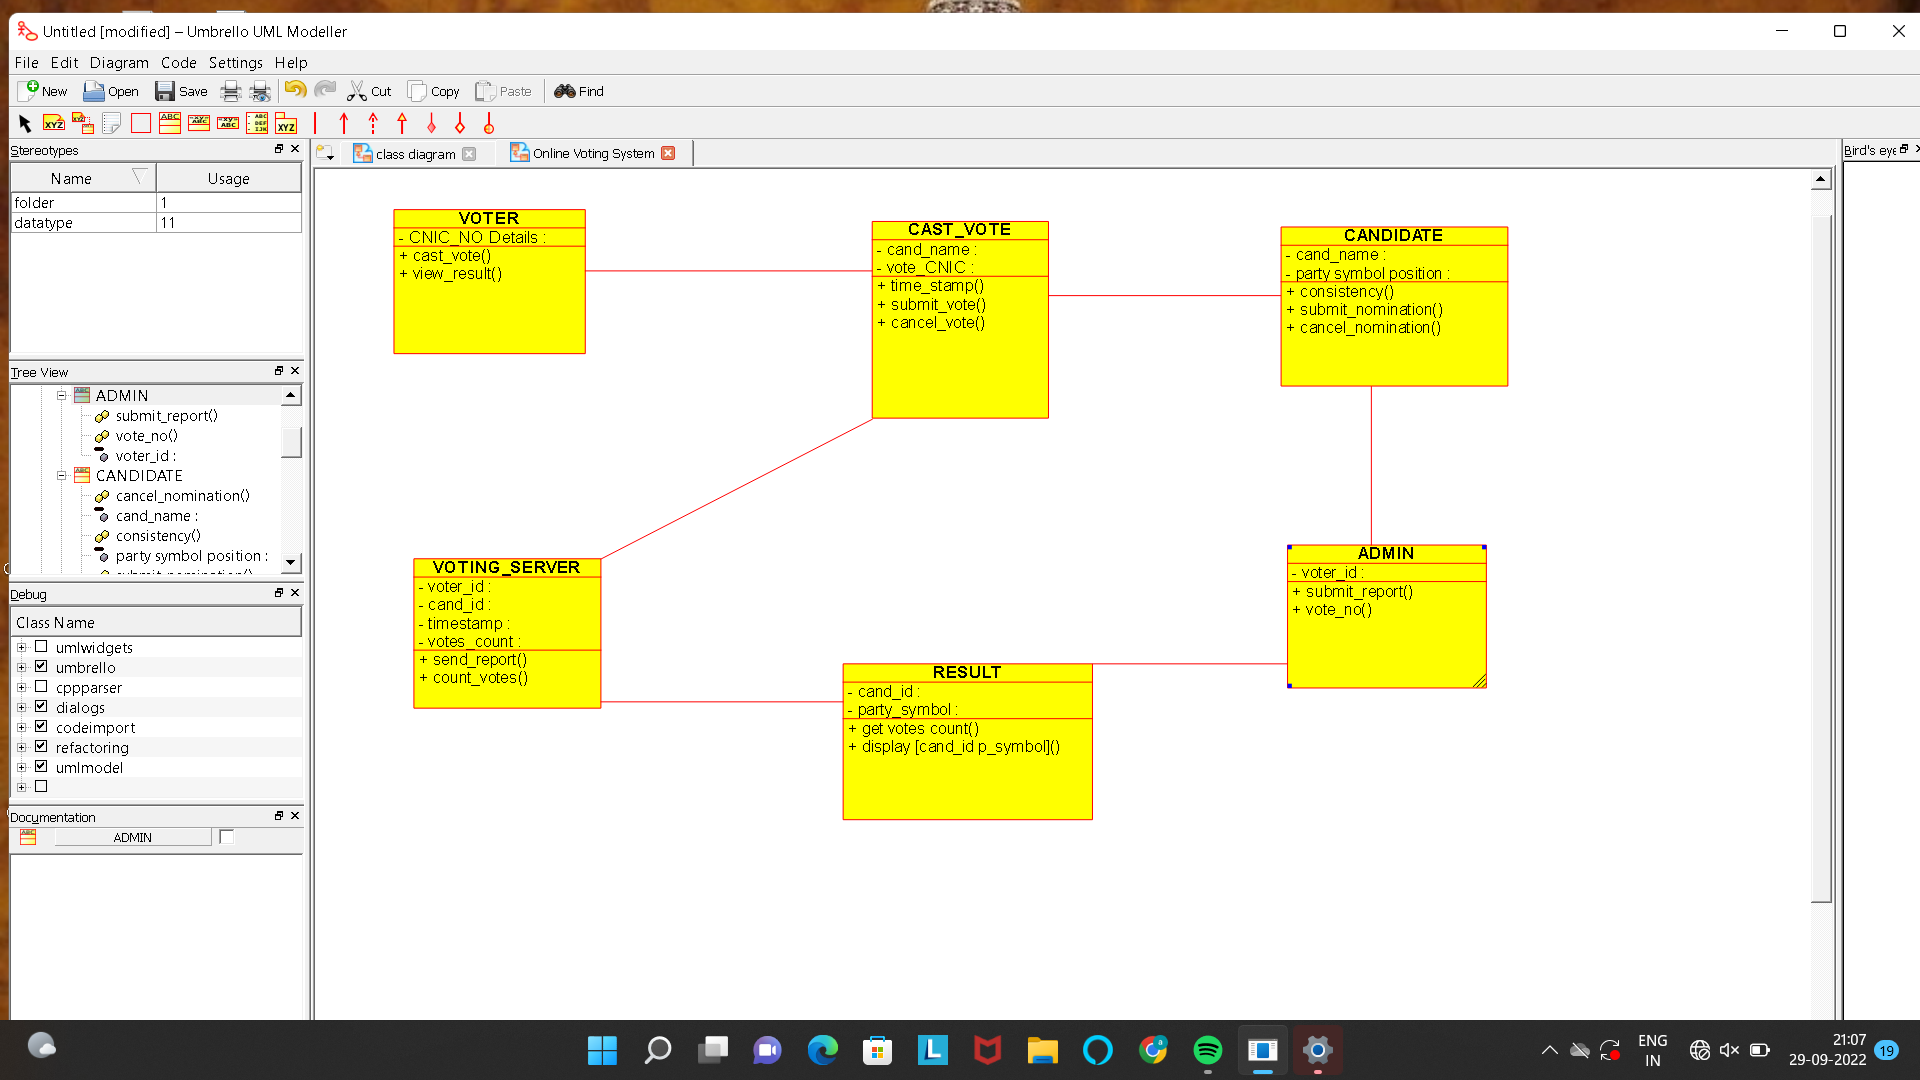 Untitled [modified] – Umbrello UML Modeller
File Edit Diagram Code Settings Help
New Open Save Cut Copy Paste Find
Stereotypes
Name Usage
folder 1
datatype 11
Tree View
ADMIN
submit_report()
vote_no()
voter_id :
CANDIDATE
cancel_nomination()
cand_name :
consistency()
party symbol position :
Debug
Class Name
umlwidgets
umbrello
cppparser
dialogs
codeimport
refactoring
umlmodel
Documentation
ADMIN
class diagram
Online Voting System
Bird's eye
VOTER
- CNIC_NO Details :
+ cast_vote()
+ view_result()
CAST_VOTE
- cand_name :
- vote_CNIC :
+ time_stamp()
+ submit_vote()
+ cancel_vote()
CANDIDATE
- cand_name :
- party symbol position :
+ consistency()
+ submit_nomination()
+ cancel_nomination()
VOTING_SERVER
- voter_id :
- cand_id :
- timestamp :
- votes_count :
+ send_report()
+ count_votes()
RESULT
- cand_id :
- party_symbol :
+ get votes count()
+ display [cand_id p_symbol]()
ADMIN
- voter_id :
+ submit_report()
+ vote_no()
ENG
IN
21:07
29-09-2022
19